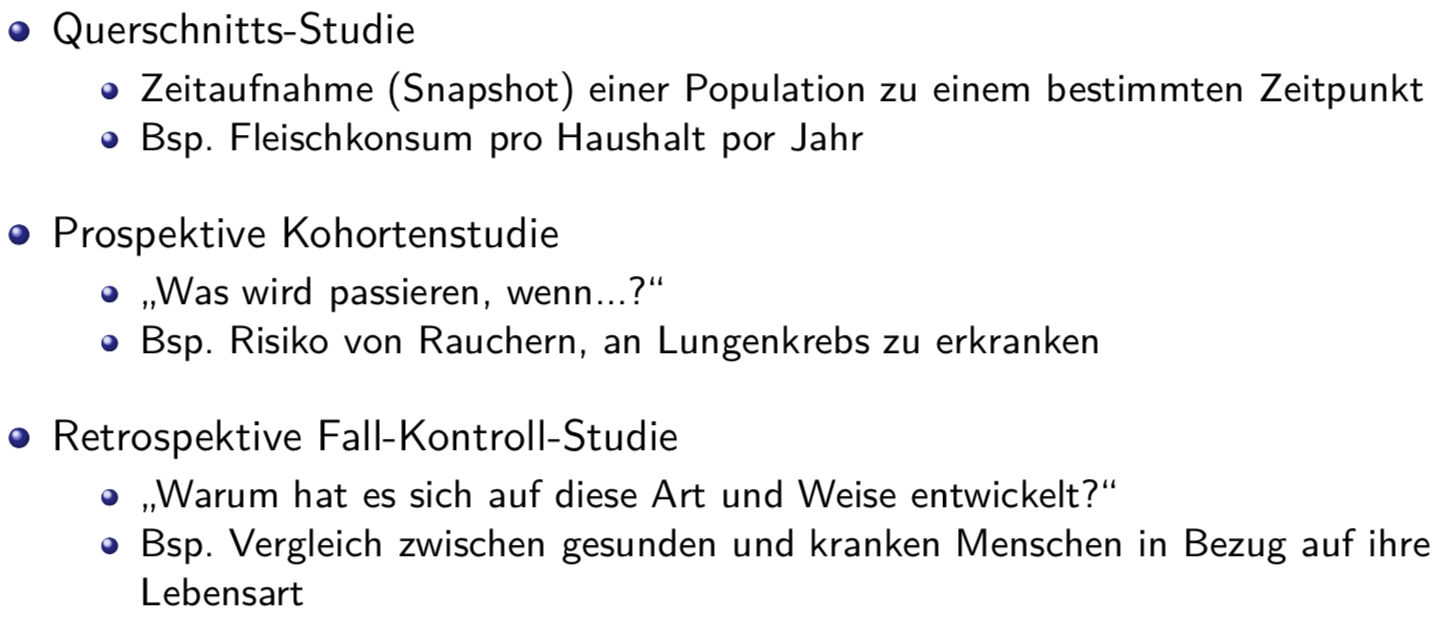 Querschnitts-Studie
Zeitaufnahme (Snapshot) einer Population zu einem bestimmten Zeitpunkt
Bsp. Fleischkonsum pro Haushalt por Jahr
Prospektive Kohortenstudie
„Was wird passieren, wenn...?“
Bsp. Risiko von Rauchern, an Lungenkrebs zu erkranken
Retrospektive Fall-Kontroll-Studie
„Warum hat es sich auf diese Art und Weise entwickelt?“
Bsp. Vergleich zwischen gesunden und kranken Menschen in Bezug auf ihre
Lebensart